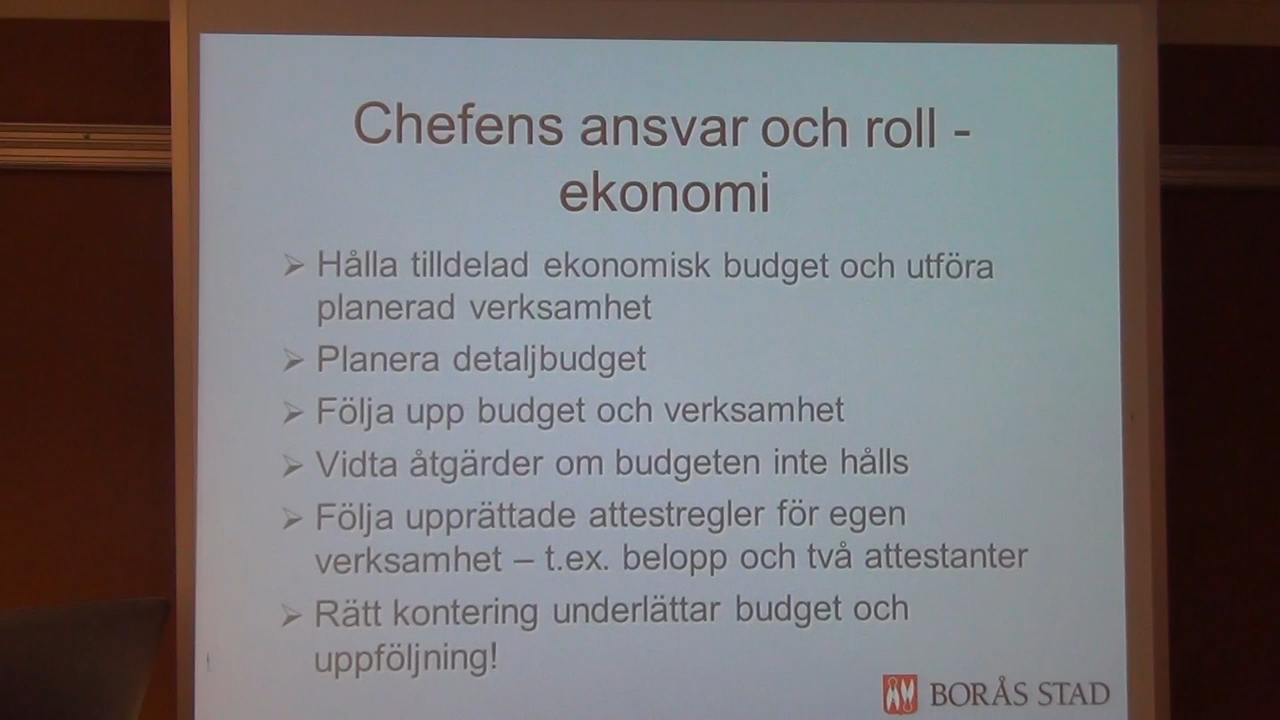 Chefens ansvar och roll -
ekonomi
➢ Hålla tilldelad ekonomisk budget och utföra
planerad verksamhet
➢ Planera detaljbudget
➢ Följa upp budget och verksamhet
➢ Vidta åtgärder om budgeten inte hålls
➢ Följa upprättade attestregler för egen
verksamhet – t.ex. belopp och två attestanter
➢ Rätt kontering underlättar budget och
uppföljning!
BORÅS STAD